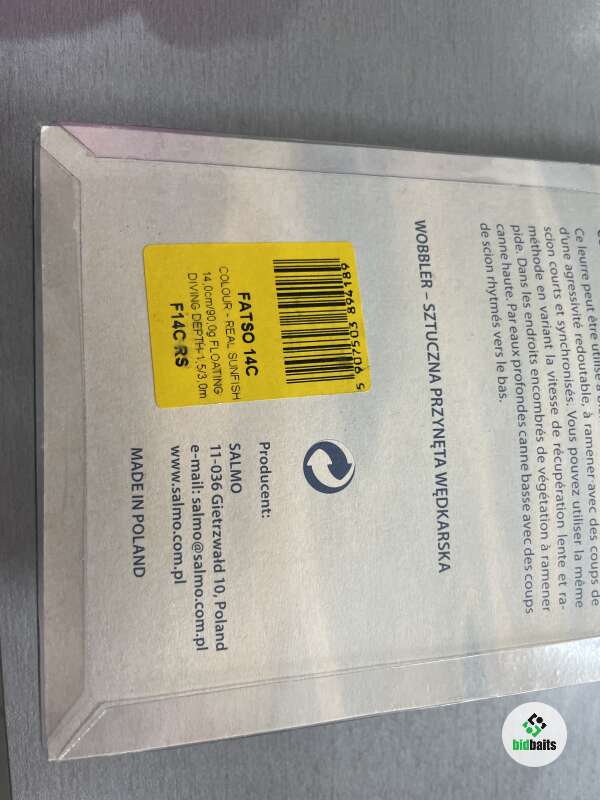 Ce leurre peut être utilisé à
d'une agressivité redoutable, à ramener avec des coups de
scion courts et synchronisés. Vous pouvez utiliser la même
méthode en variant la vitesse de récupération lente et ra-
pide. Dans les endroits encombrés de végétation à ramener
canne haute. Par eaux profondes canne basse avec des coups
de scion rhytmés vers le bas.
WOBBLER – SZTUCZNA PRZYNĘTA WĘDKARSKA
5 907503 894189
FATSO 14C
COLOUR - REAL SUNFISH
14,0cm/90,0g FLOATING
DIVING DEPTH-1,5/3,0m
F14C RS
Producent:
SALMO
11-036 Gietrzwałd 10, Poland
e-mail: salmo@salmo.com.pl
www.salmo.com.pl
MADE IN POLAND
bidbaits